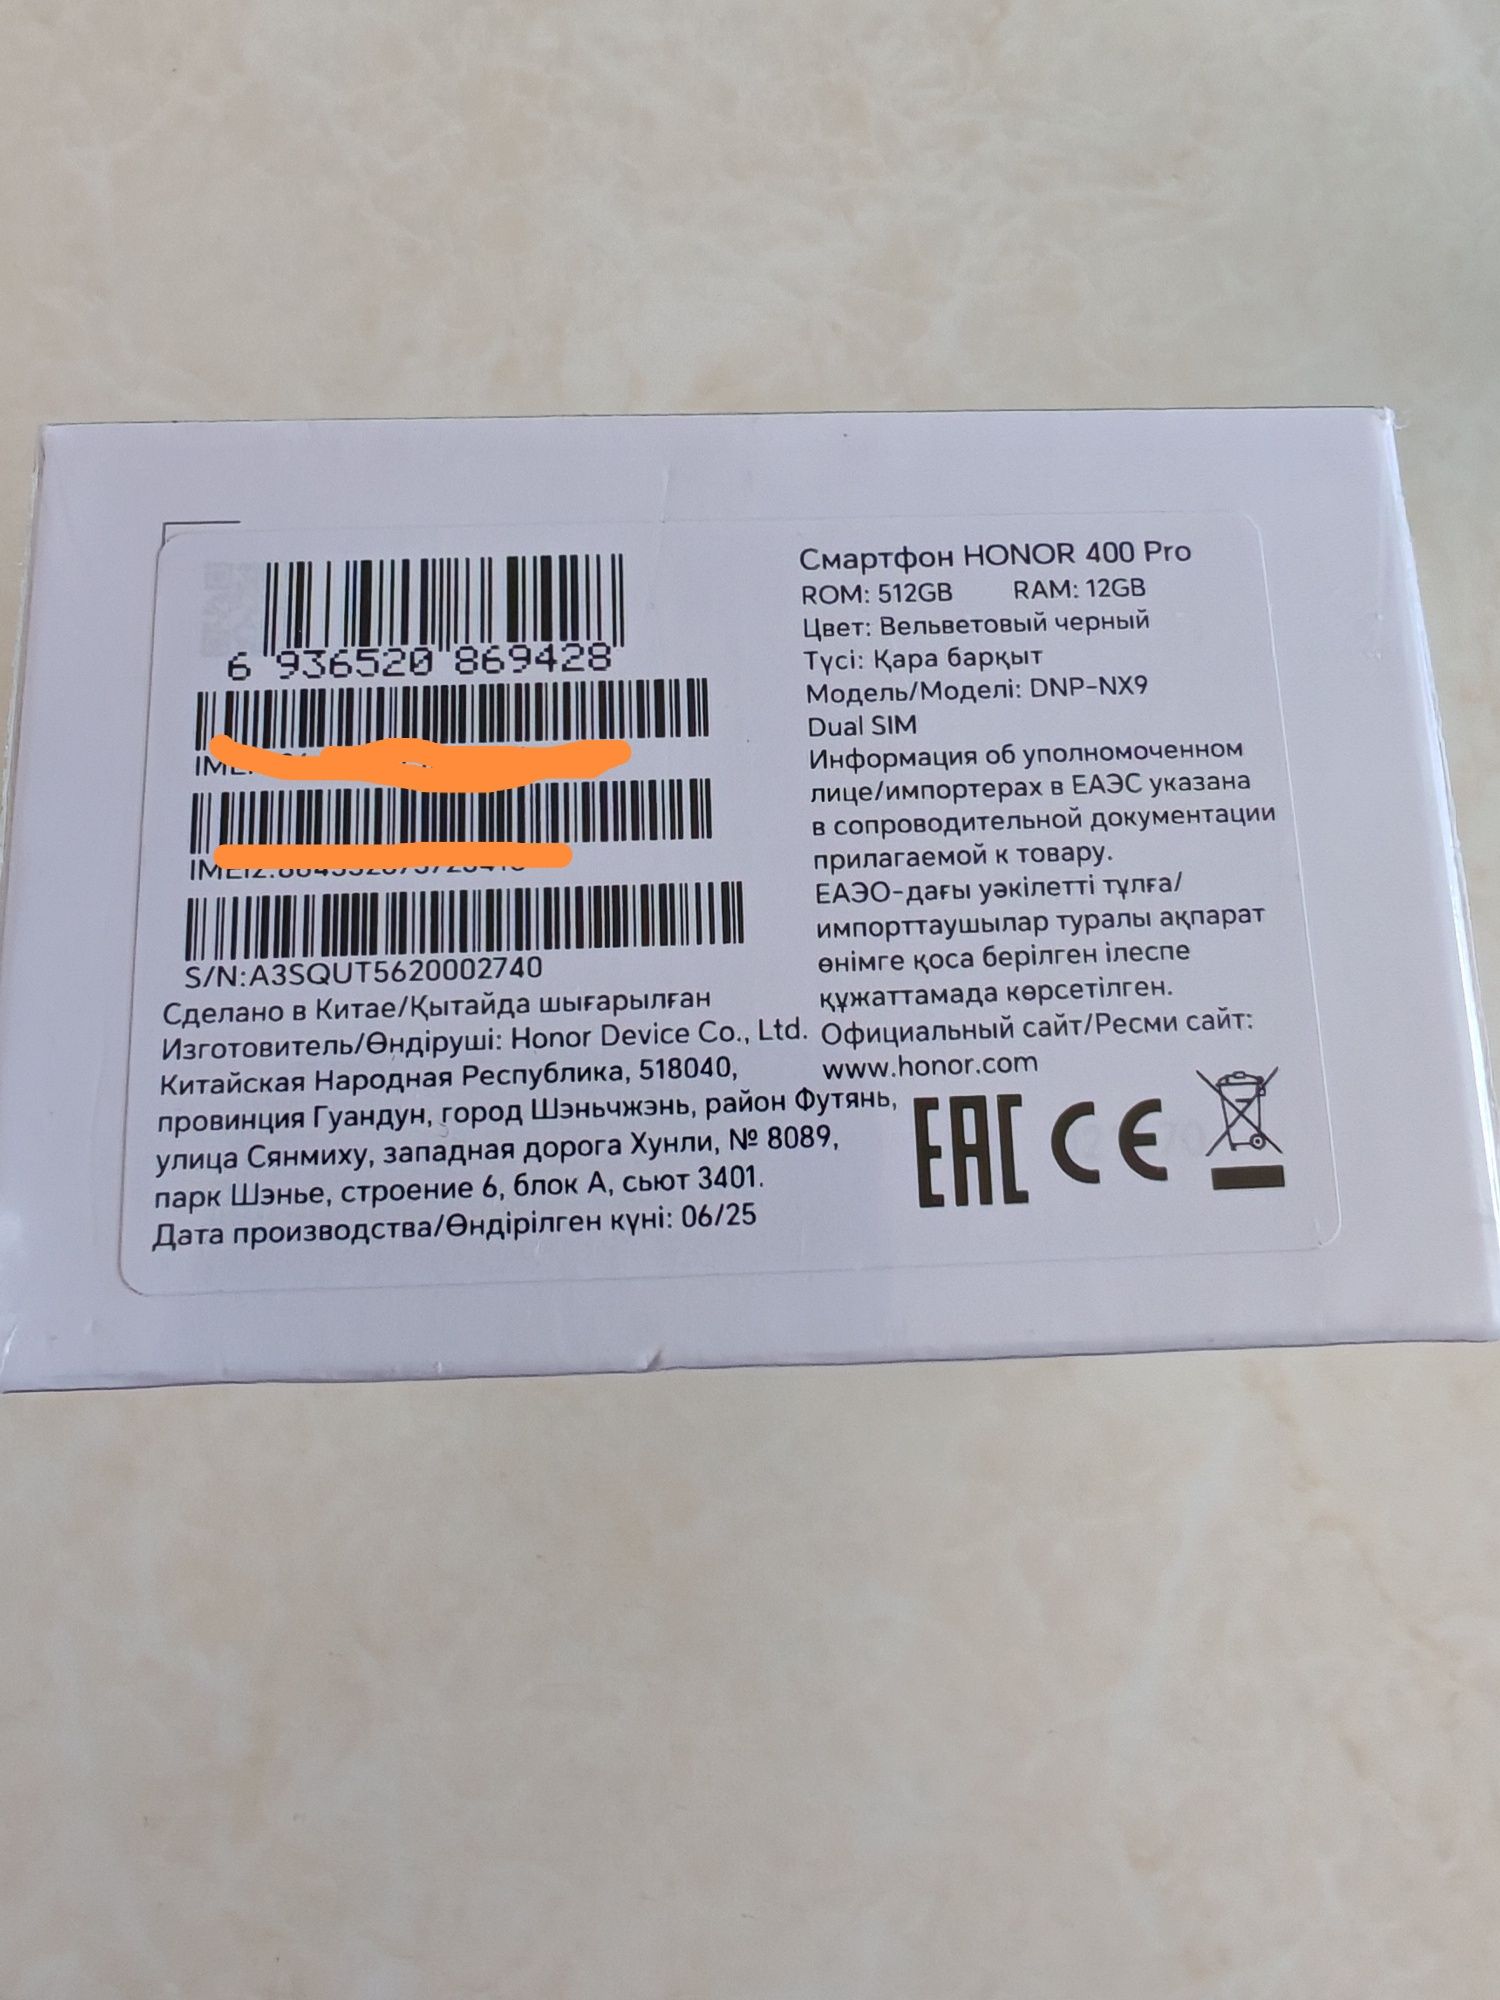 6 936520 869428
S/N:A3SQUT5620002740
Сделано в Китае/Қытайда шығарылған
Изготовитель/Өндіруші: Honor Device Co., Ltd.
Китайская Народная Республика, 518040,
провинция Гуандун, город Шэньчжэнь, район Футянь,
улица Сянмиху, западная дорога Хунли, № 8089,
парк Шэнье, строение 6, блок А, сьют 3401.
Дата производства/Өндірілген күні: 06/25
Смартфон HONOR 400 Pro
ROM: 512GB RAM: 12GB
Цвет: Вельветовый черный
Түсі: Қара барқыт
Модель/Моделі: DNP-NX9
Dual SIM
Информация об уполномоченном
лице/импортерах в ЕАЭС указана
в сопроводительной документации
прилагаемой к товару.
ЕАЭО-дағы уәкілетті тұлға/
импорттаушылар туралы ақпарат
өнімге қоса берілген ілеспе
құжаттамада көрсетілген.
Официальный сайт/Ресми сайт:
www.honor.com
EAC CE